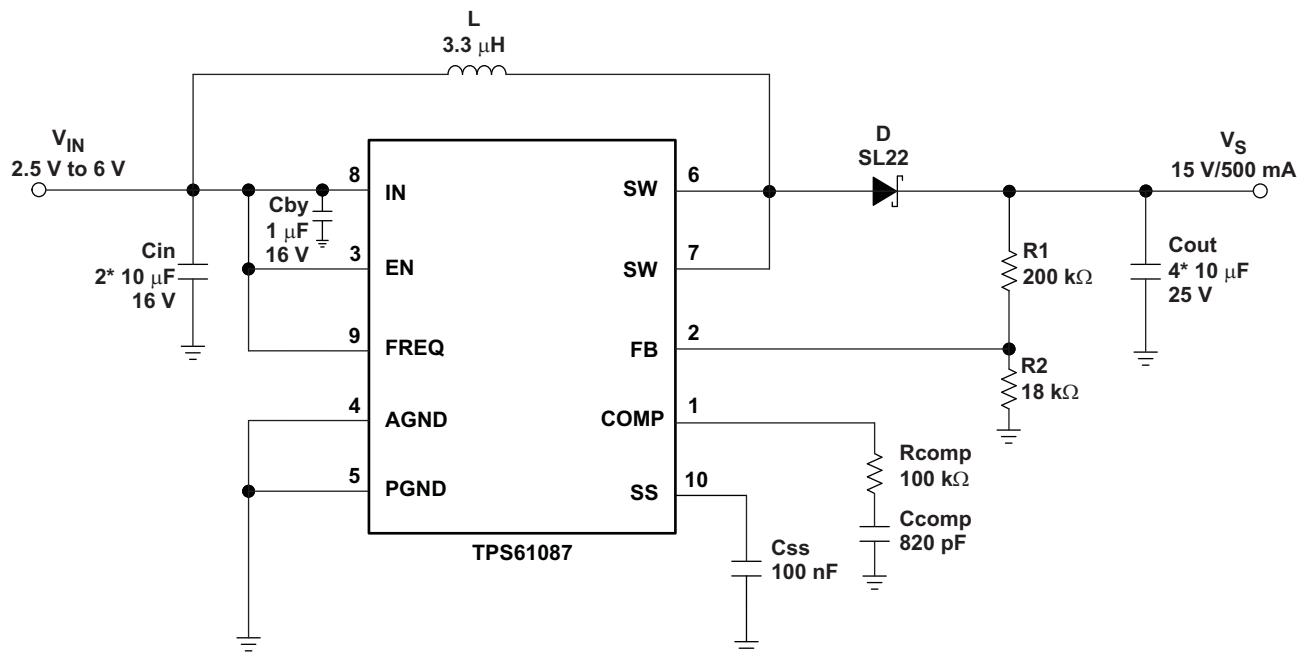 L
3.3 μH
V_IN
2.5 V to 6 V
D
SL22
V_S
15 V/500 mA
8
IN
SW
6
Cby
1 μF
16 V
Cin
2* 10 μF
16 V
3
EN
SW
7
R1
200 kΩ
Cout
4* 10 μF
25 V
9
FREQ
FB
2
R2
18 kΩ
4
AGND
COMP
1
Rcomp
100 kΩ
5
PGND
SS
10
Ccomp
820 pF
TPS61087
Css
100 nF